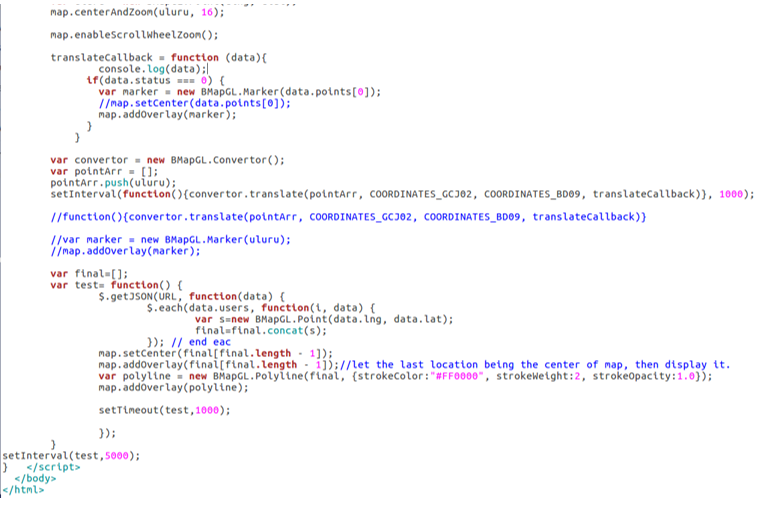 map.centerAndZoom(uluru, 16);
map.enableScrollWheelZoom();
translateCallback = function (data){
console.log(data);
if(data.status === 0) {
var marker = new BMapGL.Marker(data.points[0]);
//map.setCenter(data.points[0]);
map.addOverlay(marker);
}
}
var convertor = new BMapGL.Convertor();
var pointArr = [];
pointArr.push(uluru);
setInterval(function(){convertor.translate(pointArr, COORDINATES_GCJ02, COORDINATES_BD09, translateCallback)}, 1000);
//function(){convertor.translate(pointArr, COORDINATES_GCJ02, COORDINATES_BD09, translateCallback)}
//var marker = new BMapGL.Marker(uluru);
//map.addOverlay(marker);
var final=[];
var test= function() {
$.getJSON(URL, function(data) {
$.each(data.users, function(i, data) {
var s=new BMapGL.Point(data.lng, data.lat);
final=final.concat(s);
}); // end eac
map.setCenter(final[final.length - 1]);
map.addOverlay(final[final.length - 1]);//let the last location being the center of map, then display it.
var polyline = new BMapGL.Polyline(final, {strokeColor:"#FF0000", strokeWeight:2, strokeOpacity:1.0});
map.addOverlay(polyline);
setTimeout(test,1000);
});
}
setInterval(test,5000);
} </script>
</body>
</html>